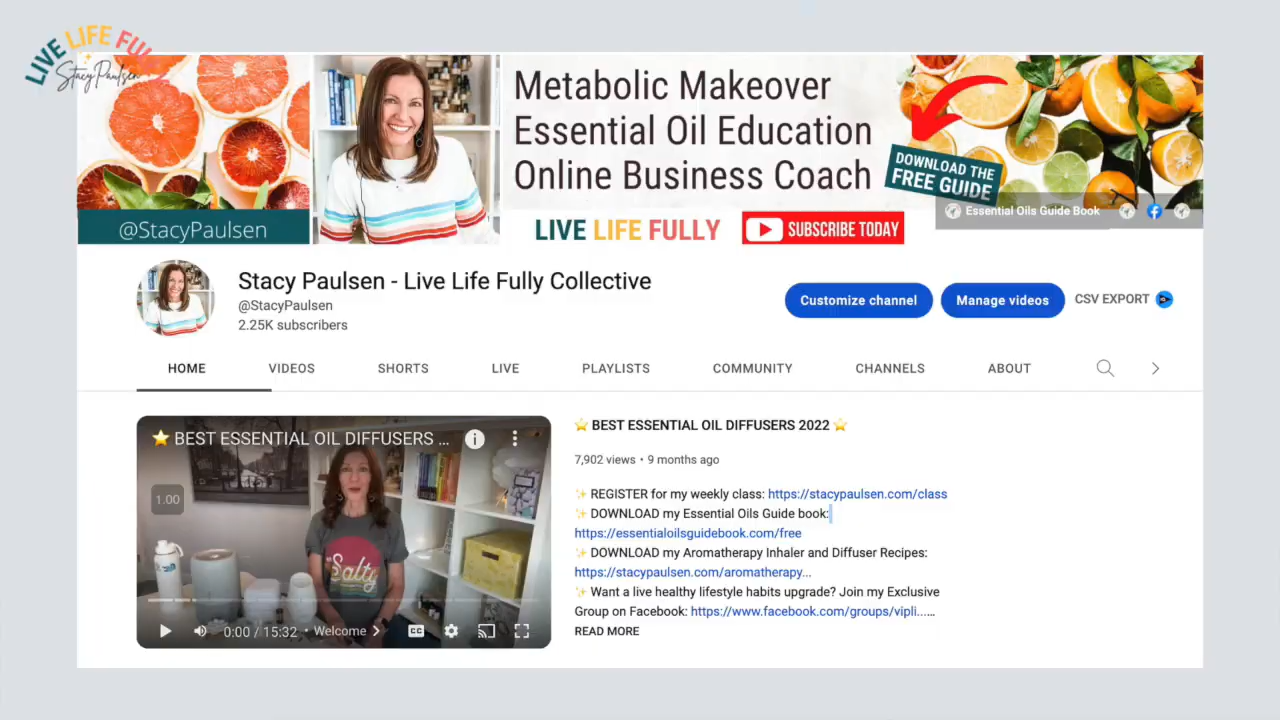 LIVE LIFE FULLY
Stacy Paulsen
Metabolic Makeover
Essential Oil Education
Online Business Coach
DOWNLOAD THE
FREE GUIDE
@StacyPaulsen
LIVE LIFE FULLY
SUBSCRIBE TODAY
Essential Oils Guide Book
Stacy Paulsen - Live Life Fully Collective
@StacyPaulsen
2.25K subscribers
Customize channel
Manage videos
CSV EXPORT
HOME
VIDEOS
SHORTS
LIVE
PLAYLISTS
COMMUNITY
CHANNELS
ABOUT
⭐ BEST ESSENTIAL OIL DIFFUSERS ...
1.00
Salty
0:00 / 15:32 • Welcome
CC
⭐ BEST ESSENTIAL OIL DIFFUSERS 2022 ⭐
7,902 views • 9 months ago
✨ REGISTER for my weekly class: https://stacypaulsen.com/class
✨ DOWNLOAD my Essential Oils Guide book:
https://essentialoilsguidebook.com/free
✨ DOWNLOAD my Aromatherapy Inhaler and Diffuser Recipes:
https://stacypaulsen.com/aromatherapy...
✨ Want a live healthy lifestyle habits upgrade? Join my Exclusive
Group on Facebook: https://www.facebook.com/groups/vipli......
READ MORE